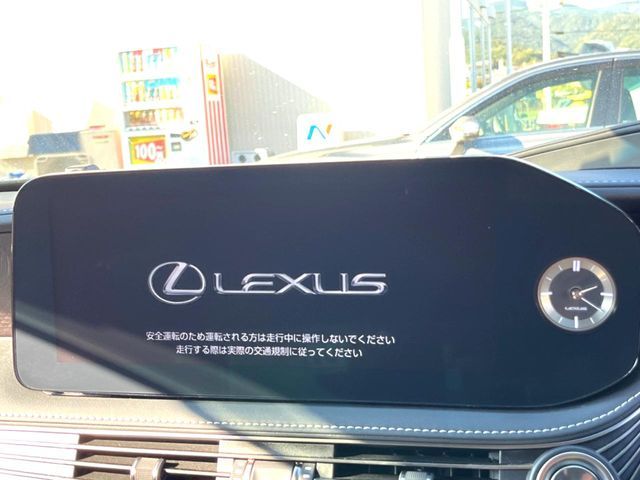 100
LEXUS
安全運転のため運転される方は走行中に操作しないでください
走行する際は実際の交通規制に従ってください
LEXUS